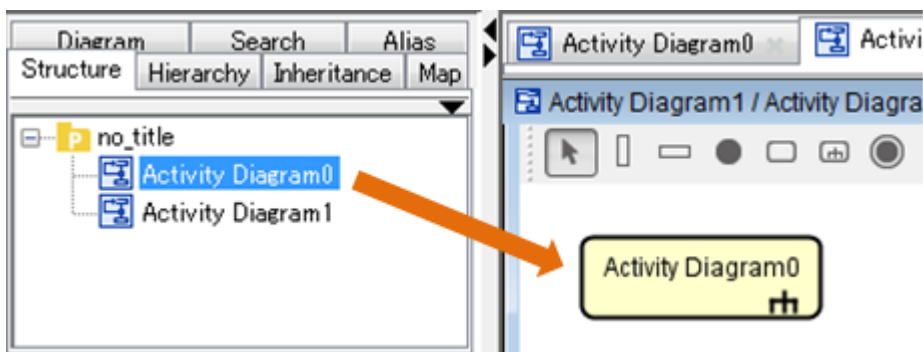 Diagram Search Alias
Structure Hierarchy Inheritance Map
no_title
Activity Diagram0
Activity Diagram1
Activity Diagram0 Activi
Activity Diagram1 / Activity Diagra
Activity Diagram0